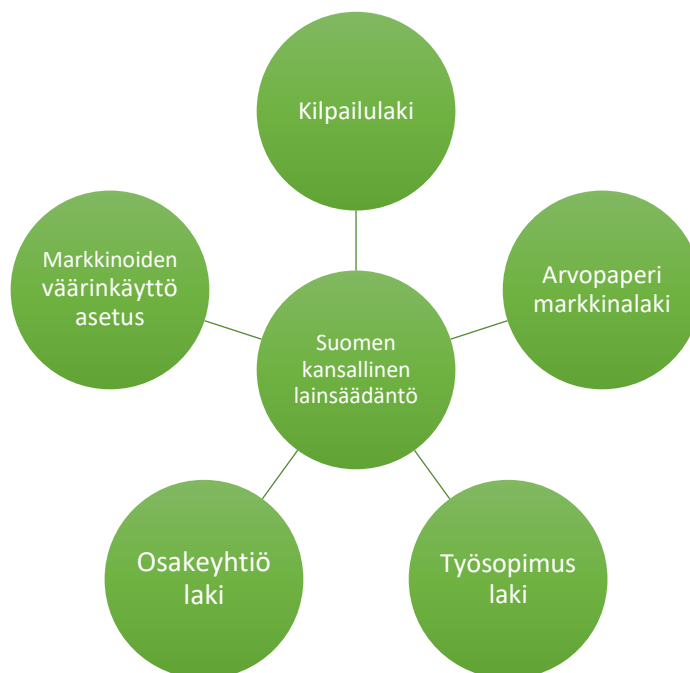 Kilpailulaki
Markkinoiden
väärinkäyttö
asetus
Arvopaperi
markkinalaki
Suomen
kansallinen
lainsäädäntö
Osakeyhtiö
laki
Työsopimus
laki